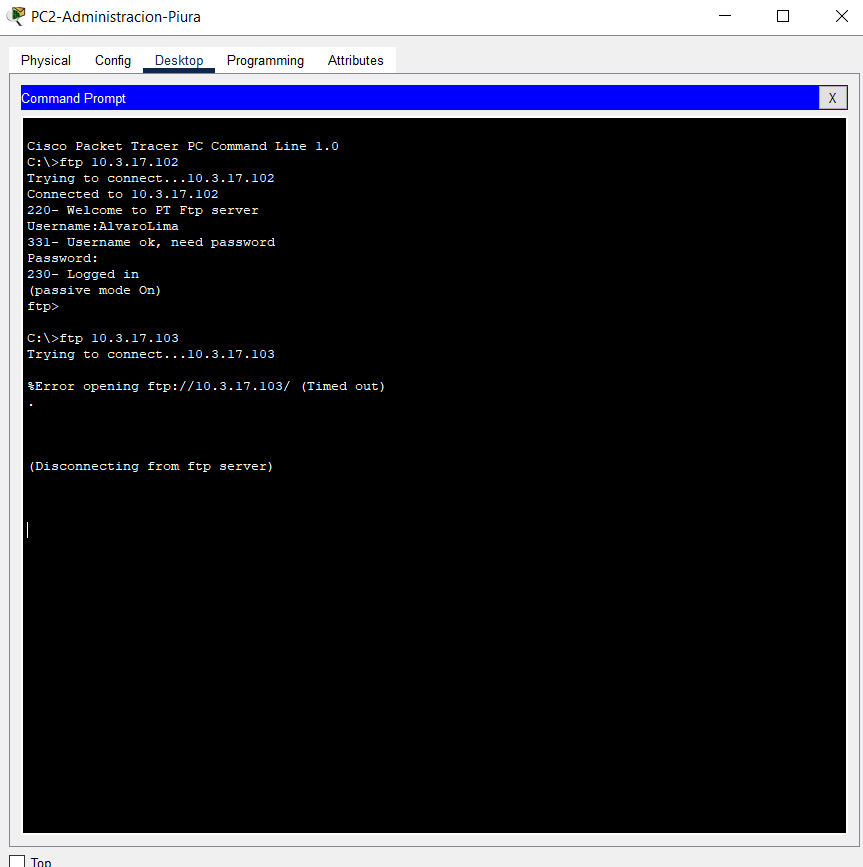 PC2-Administracion-Piura
Physical Config Desktop Programming Attributes
Command Prompt
X
Cisco Packet Tracer PC Command Line 1.0
C:\>ftp 10.3.17.102
Trying to connect...10.3.17.102
Connected to 10.3.17.102
220- Welcome to PT Ftp server
Username:AlvaroLima
331- Username ok, need password
Password:
230- Logged in
(passive mode On)
ftp>
C:\>ftp 10.3.17.103
Trying to connect...10.3.17.103
%Error opening ftp://10.3.17.103/ (Timed out)
.
(Disconnecting from ftp server)
Top